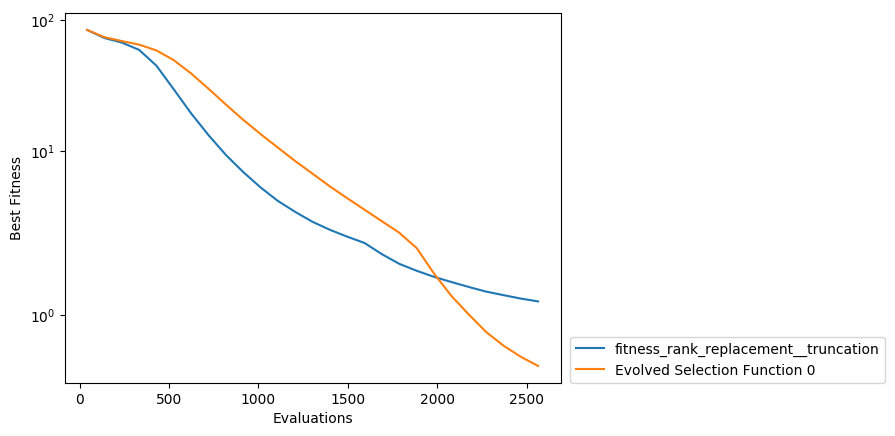 10²
10¹
10⁰
Best Fitness
0 500 1000 1500 2000 2500
Evaluations
fitness_rank_replacement__truncation
Evolved Selection Function 0